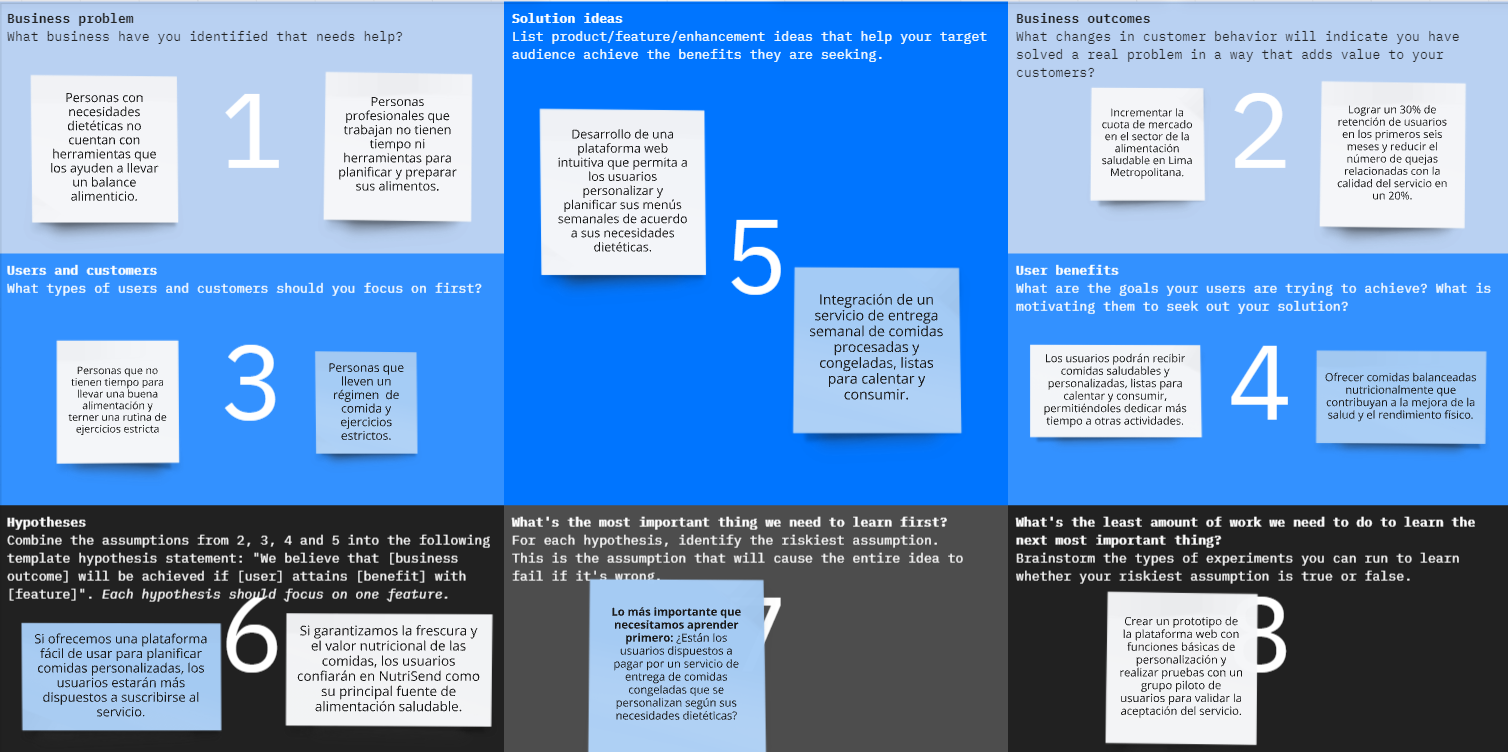 Business problem
What business have you identified that needs help?
Personas con
necesidades
dietéticas no
cuentan con
herramientas que
los ayuden a llevar
un balance
alimenticio.
1
Personas
profesionales que
trabajan no tienen
tiempo ni
herramientas para
planificar y preparar
sus alimentos.
Solution ideas
List product/feature/enhancement ideas that help your target
audience achieve the benefits they are seeking.
Desarrollo de una
plataforma web
intuitiva que permita a
los usuarios
personalizar y
planificar sus menús
semanales de acuerdo
a sus necesidades
dietéticas.
5
Integración de un
servicio de entrega
semanal de comidas
procesadas y
congeladas, listas
para calentar y
consumir.
Business outcomes
What changes in customer behavior will indicate you have
solved a real problem in a way that adds value to your
customers?
Incrementar la
cuota de mercado
en el sector de la
alimentación
saludable en Lima
Metropolitana.
2
Lograr un 30% de
retención de usuarios
en los primeros seis
meses y reducir el
número de quejas
relacionadas con la
calidad del servicio en
un 20%.
Users and customers
What types of users and customers should you focus on first?
Personas que no
tienen tiempo para
llevar una buena
alimentación y
terner una rutina de
ejercicios estricta
3
Personas que
lleven un
régimen de
comida y
ejercicios
estrictos.
User benefits
What are the goals your users are trying to achieve? What is
motivating them to seek out your solution?
Los usuarios podrán recibir
comidas saludables y
personalizadas, listas para
calentar y consumir,
permitiéndoles dedicar más
tiempo a otras actividades.
4
Ofrecer comidas balanceadas
nutricionalmente que
contribuyan a la mejora de la
salud y el rendimiento físico.
Hypotheses
Combine the assumptions from 2, 3, 4 and 5 into the following
template hypothesis statement: "We believe that [business
outcome] will be achieved if [user] attains [benefit] with
[feature]". Each hypothesis should focus on one feature.
Si ofrecemos una plataforma
fácil de usar para planificar
comidas personalizadas, los
usuarios estarán más
dispuestos a suscribirse al
servicio.
6
Si garantizamos la frescura y
el valor nutricional de las
comidas, los usuarios
confiarán en NutriSend como
su principal fuente de
alimentación saludable.
What's the most important thing we need to learn first?
For each hypothesis, identify the riskiest assumption.
This is the assumption that will cause the entire idea to
fail if it's wrong.
Lo más importante que
necesitamos aprender
primero: ¿Están los
usuarios dispuestos a
pagar por un servicio de
entrega de comidas
congeladas que se
personalizan según sus
necesidades dietéticas?
7
What's the least amount of work we need to do to learn the
next most important thing?
Brainstorm the types of experiments you can run to learn
whether your riskiest assumption is true or false.
Crear un prototipo de
la plataforma web con
funciones básicas de
personalización y
realizar pruebas con un
grupo piloto de
usuarios para validar la
aceptación del servicio.
8